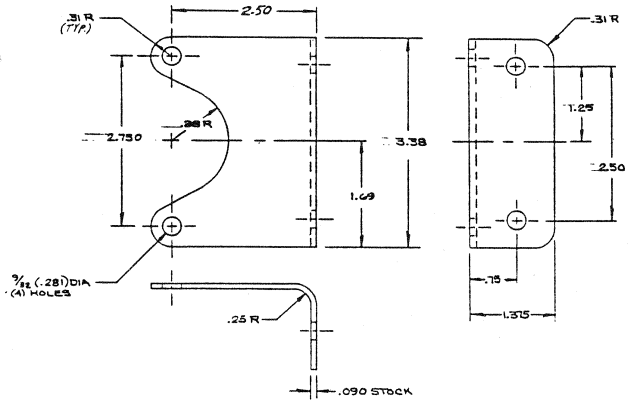 .31 R
(TYP.)
2.50
.31 R
2.750
.88 R
3.38
1.69
1.25
2.50
9/32 (.281) DIA
(4) HOLES
.25 R
.75
1.375
.090 STOCK